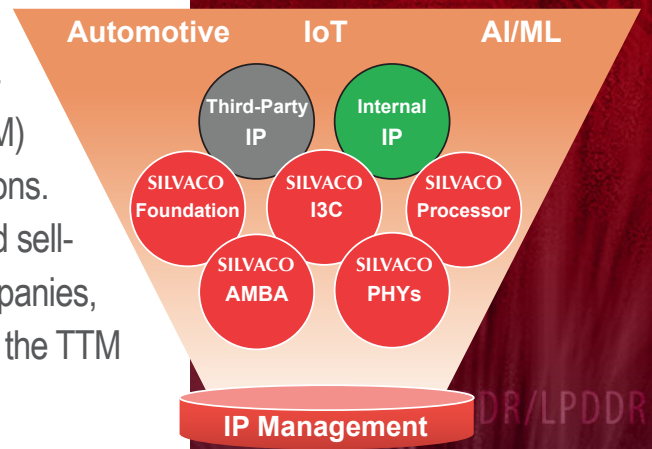 Automotive IoT AI/ML
Third-Party
IP
Internal
IP
M)
ons.
SILVACO
Foundation
SILVACO
I3C
SILVACO
Processor
d sell-
SILVACO
AMBA
SILVACO
PHYs
panies,
the TTM
DR/LPDDR
IP Management